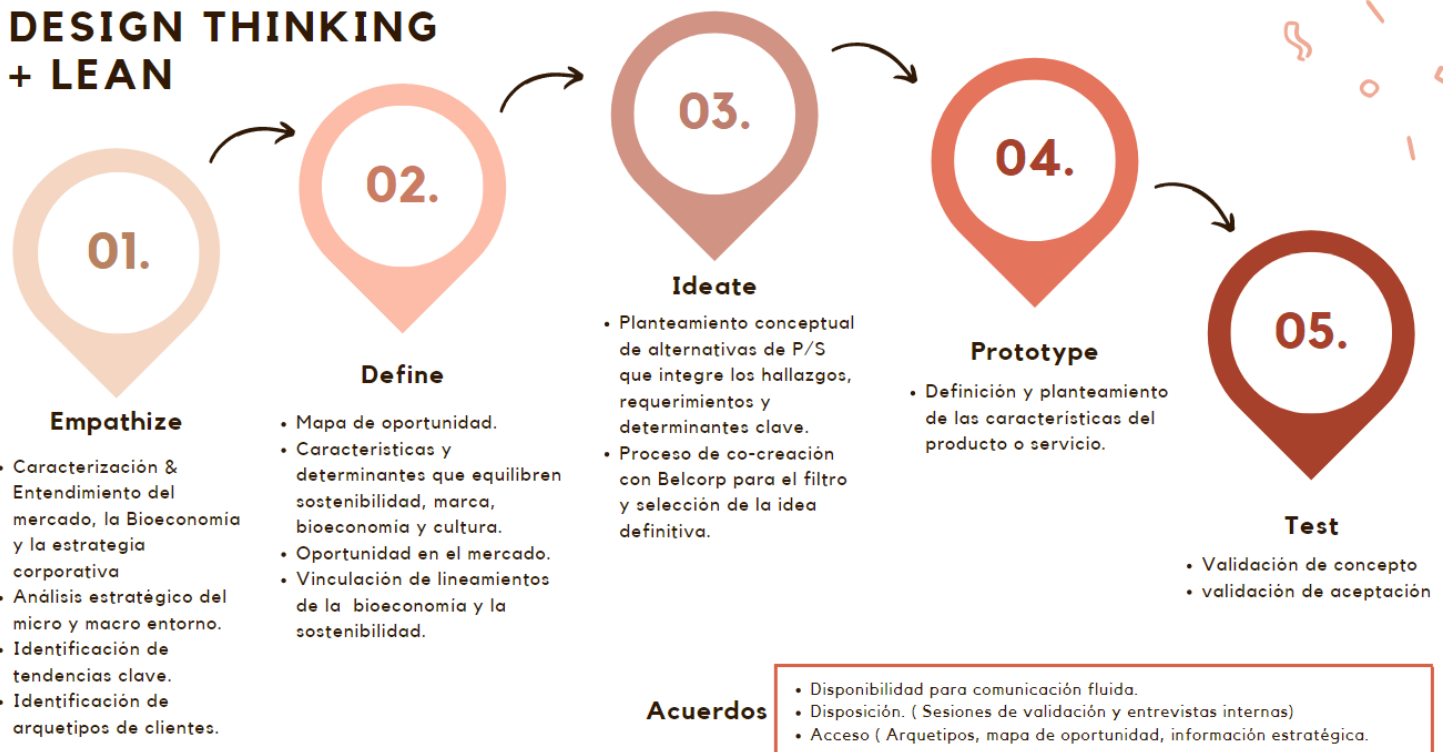 DESIGN THINKING
+ LEAN
01.
Empathize
• Caracterización &
Entendimiento del
mercado, la Bioeconomía
y la estrategia
corporativa
• Análisis estratégico del
micro y macro entorno.
• Identificación de
tendencias clave.
• Identificación de
arquetipos de clientes.
02.
Define
• Mapa de oportunidad.
• Caracteristicas y
determinantes que equilibren
sostenibilidad, marca,
bioeconomía y cultura.
• Oportunidad en el mercado.
• Vinculación de lineamientos
de la  bioeconomía y la
sostenibilidad.
03.
Ideate
• Planteamiento conceptual
de alternativas de P/S
que integre los hallazgos,
requerimientos y
determinantes clave.
• Proceso de co-creación
con Belcorp para el filtro
y selección de la idea
definitiva.
04.
Prototype
• Definición y planteamiento
de las características del
producto o servicio.
05.
Test
• Validación de concepto
• validación de aceptación
Acuerdos
• Disponibilidad para comunicación fluida.
• Disposición. ( Sesiones de validación y entrevistas internas)
• Acceso ( Arquetipos, mapa de oportunidad, información estratégica.